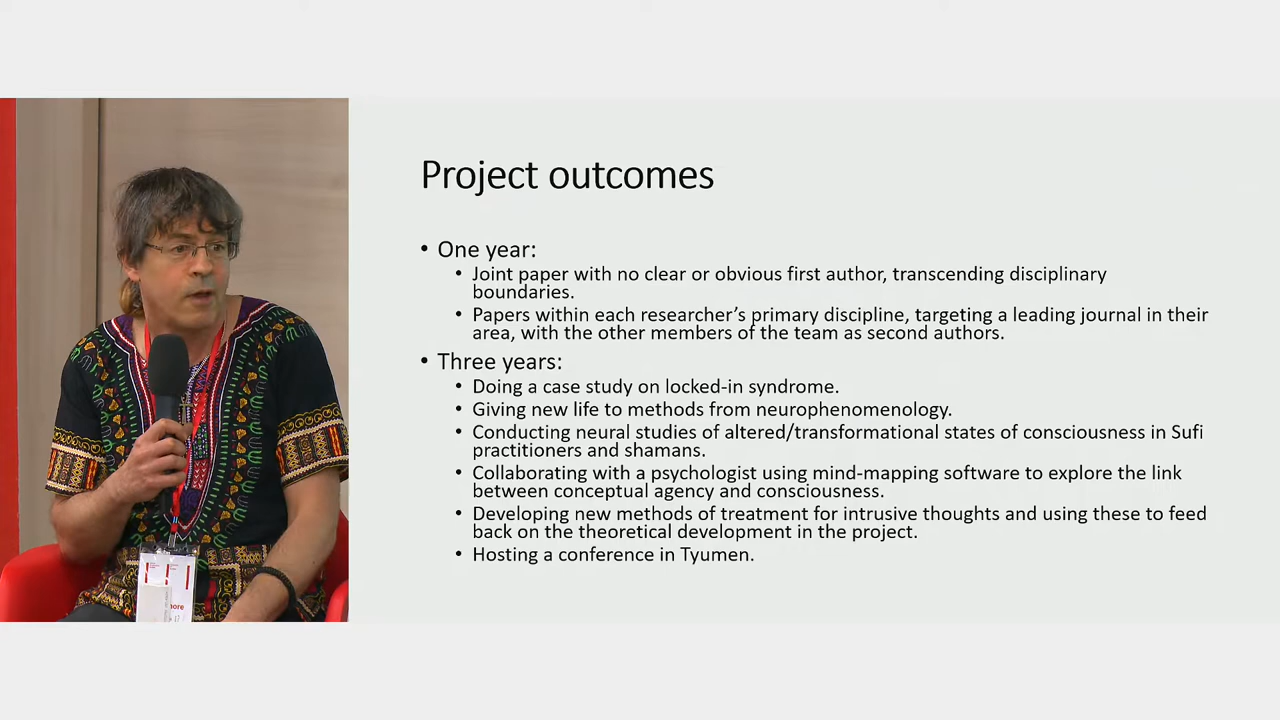 Project outcomes
• One year:
• Joint paper with no clear or obvious first author, transcending disciplinary
boundaries.
• Papers within each researcher's primary discipline, targeting a leading journal in their
area, with the other members of the team as second authors.
• Three years:
• Doing a case study on locked-in syndrome.
• Giving new life to methods from neurophenomenology.
• Conducting neural studies of altered/transformational states of consciousness in Sufi
practitioners and shamans.
• Collaborating with a psychologist using mind-mapping software to explore the link
between conceptual agency and consciousness.
• Developing new methods of treatment for intrusive thoughts and using these to feed
back on the theoretical development in the project.
• Hosting a conference in Tyumen.